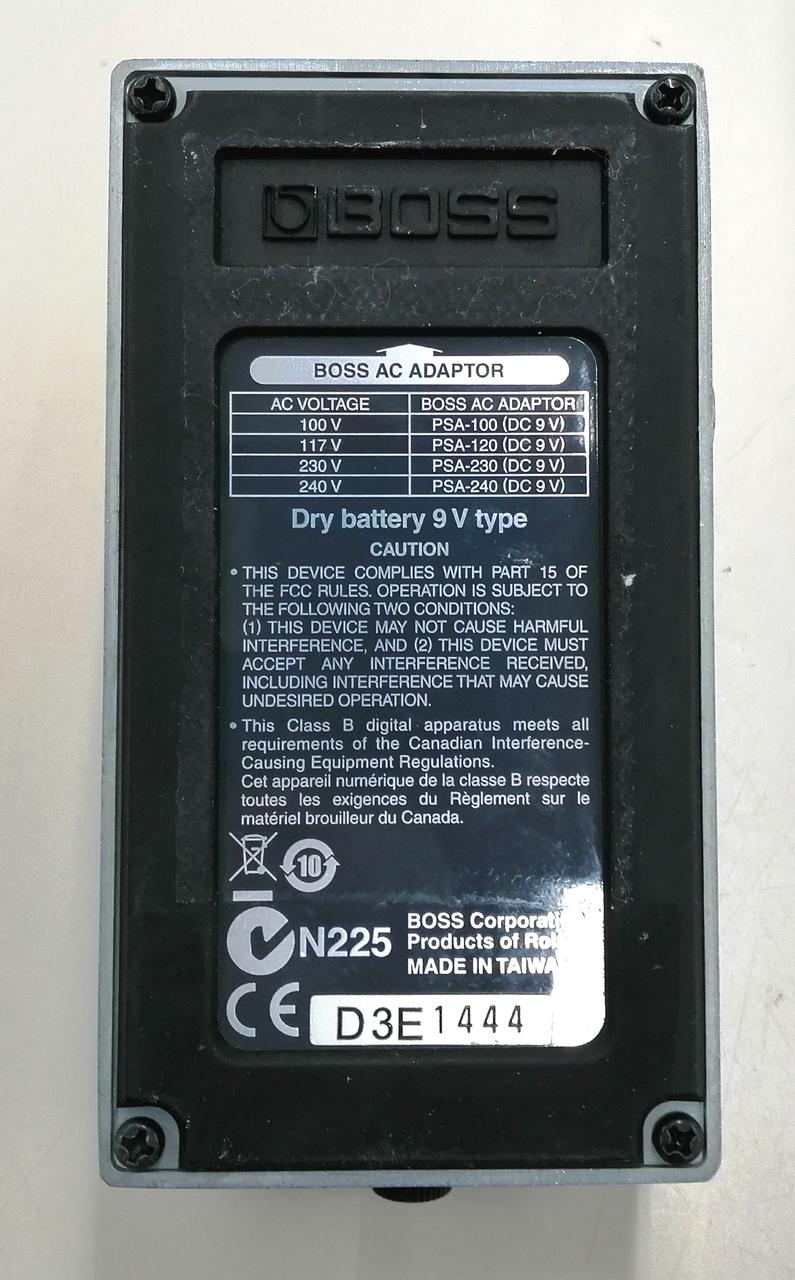 BOSS
BOSS AC ADAPTOR
AC VOLTAGE BOSS AC ADAPTOR
100 V PSA-100 (DC 9 V)
117 V PSA-120 (DC 9 V)
230 V PSA-230 (DC 9 V)
240 V PSA-240 (DC 9 V)
Dry battery 9 V type
CAUTION
• THIS DEVICE COMPLIES WITH PART 15 OF
THE FCC RULES. OPERATION IS SUBJECT TO
THE FOLLOWING TWO CONDITIONS:
(1) THIS DEVICE MAY NOT CAUSE HARMFUL
INTERFERENCE, AND (2) THIS DEVICE MUST
ACCEPT ANY INTERFERENCE RECEIVED,
INCLUDING INTERFERENCE THAT MAY CAUSE
UNDESIRED OPERATION.
• This Class B digital apparatus meets all
requirements of the Canadian Interference-
Causing Equipment Regulations.
Cet appareil numérique de la classe B respecte
toutes les exigences du Règlement sur le
matériel brouilleur du Canada.
10
N225
BOSS
Products of
MADE IN
CE
D3E1444